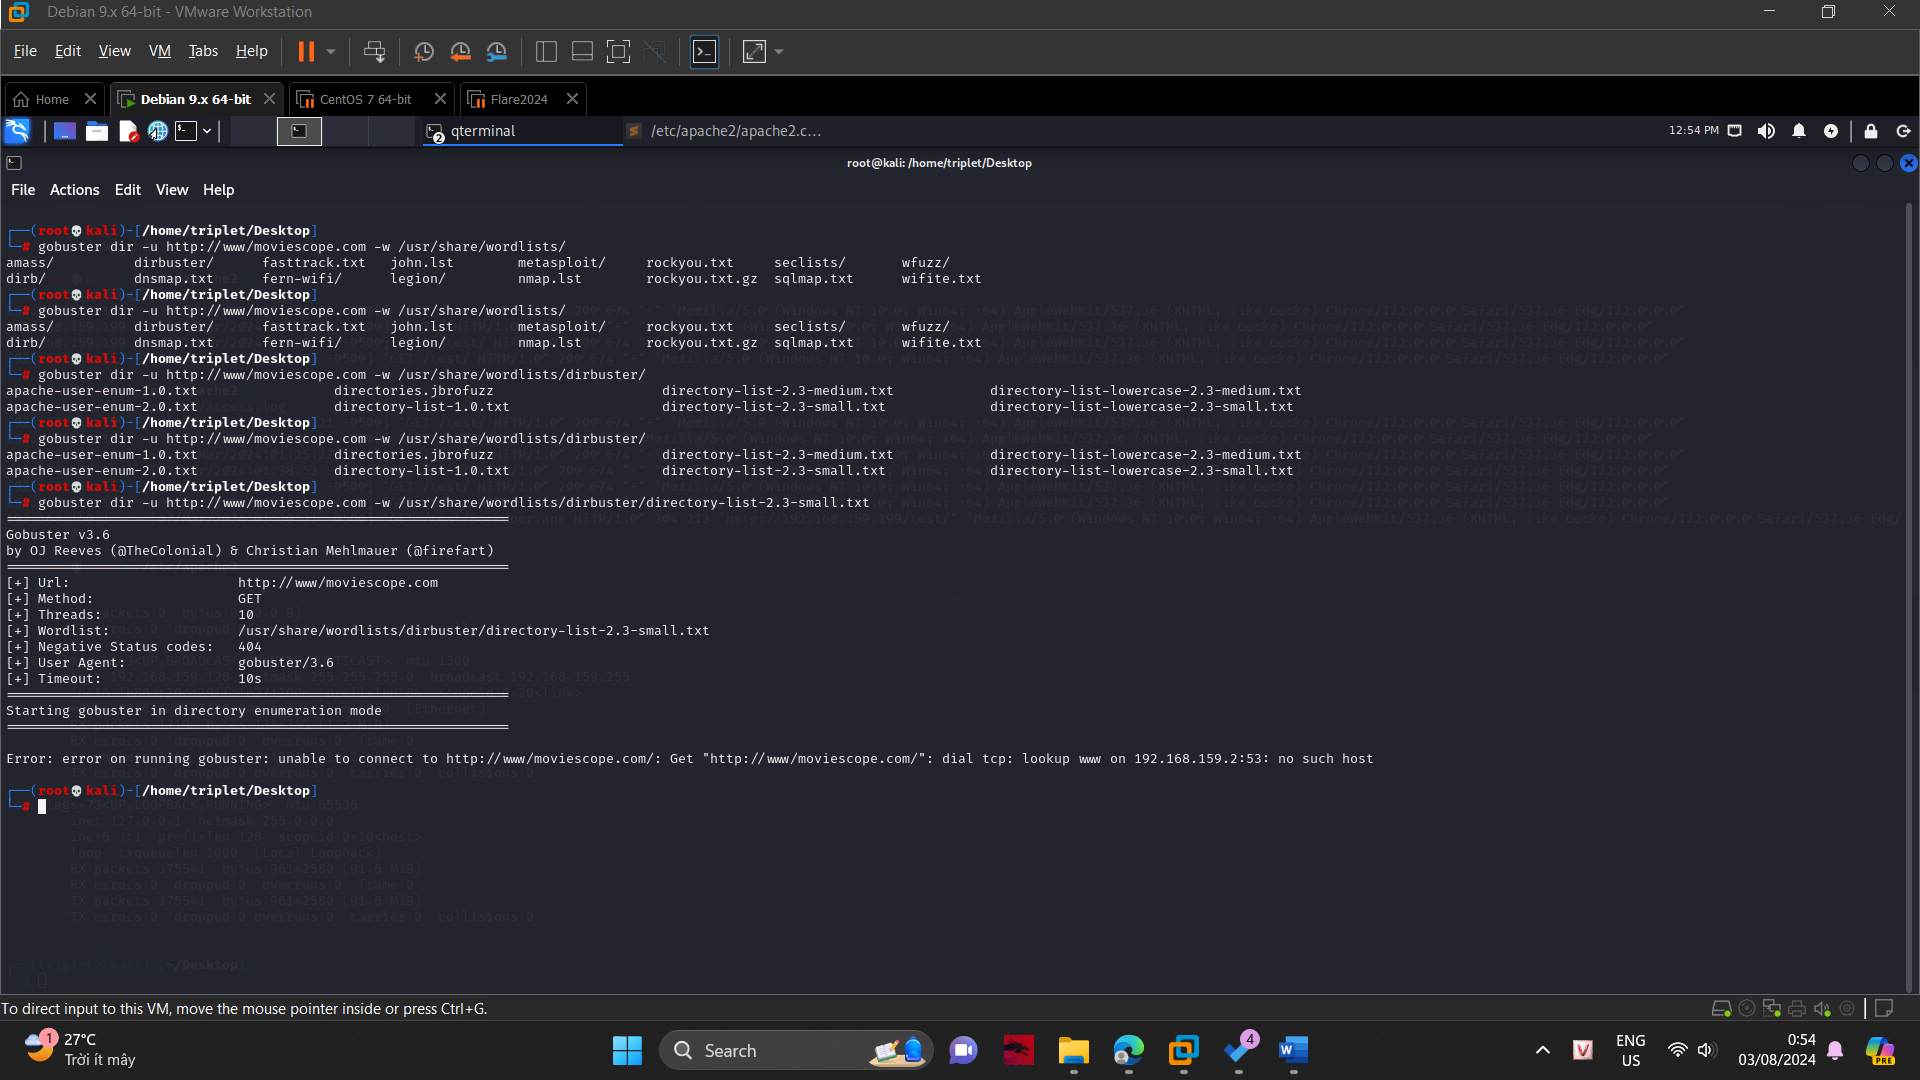 Debian 9.x 64-bit - VMware Workstation
File Edit View VM Tabs Help
Home Debian 9.x 64-bit CentOS 7 64-bit Flare2024
2 qterminal /etc/apache2/apache2.c... 12:54 PM
root@kali: /home/triplet/Desktop
File Actions Edit View Help
┌──(root💀kali)-[/home/triplet/Desktop]
└─# gobuster dir -u http://www/moviescope.com -w /usr/share/wordlists/
amass/ dirbuster/ fasttrack.txt john.lst metasploit/ rockyou.txt seclists/ wfuzz/
dirb/ dnsmap.txt fern-wifi/ legion/ nmap.lst rockyou.txt.gz sqlmap.txt wifite.txt
┌──(root💀kali)-[/home/triplet/Desktop]
└─# gobuster dir -u http://www/moviescope.com -w /usr/share/wordlists/
amass/ dirbuster/ fasttrack.txt john.lst metasploit/ rockyou.txt seclists/ wfuzz/
dirb/ dnsmap.txt fern-wifi/ legion/ nmap.lst rockyou.txt.gz sqlmap.txt wifite.txt
┌──(root💀kali)-[/home/triplet/Desktop]
└─# gobuster dir -u http://www/moviescope.com -w /usr/share/wordlists/dirbuster/
apache-user-enum-1.0.txt directories.jbrofuzz directory-list-2.3-medium.txt directory-list-lowercase-2.3-medium.txt
apache-user-enum-2.0.txt directory-list-1.0.txt directory-list-2.3-small.txt directory-list-lowercase-2.3-small.txt
┌──(root💀kali)-[/home/triplet/Desktop]
└─# gobuster dir -u http://www/moviescope.com -w /usr/share/wordlists/dirbuster/
apache-user-enum-1.0.txt directories.jbrofuzz directory-list-2.3-medium.txt directory-list-lowercase-2.3-medium.txt
apache-user-enum-2.0.txt directory-list-1.0.txt directory-list-2.3-small.txt directory-list-lowercase-2.3-small.txt
┌──(root💀kali)-[/home/triplet/Desktop]
└─# gobuster dir -u http://www/moviescope.com -w /usr/share/wordlists/dirbuster/directory-list-2.3-small.txt
===============================================================
Gobuster v3.6
by OJ Reeves (@TheColonial) & Christian Mehlmauer (@firefart)
===============================================================
[+] Url: http://www/moviescope.com
[+] Method: GET
[+] Threads: 10
[+] Wordlist: /usr/share/wordlists/dirbuster/directory-list-2.3-small.txt
[+] Negative Status codes: 404
[+] User Agent: gobuster/3.6
[+] Timeout: 10s
===============================================================
Starting gobuster in directory enumeration mode
===============================================================
Error: error on running gobuster: unable to connect to http://www/moviescope.com/: Get "http://www/moviescope.com/": dial tcp: lookup www on 192.168.159.2:53: no such host
┌──(root💀kali)-[/home/triplet/Desktop]
└─#
To direct input to this VM, move the mouse pointer inside or press Ctrl+G.
1 27°C
Trời ít mây
Search
4
ENG
US
0:54
03/08/2024
PRE